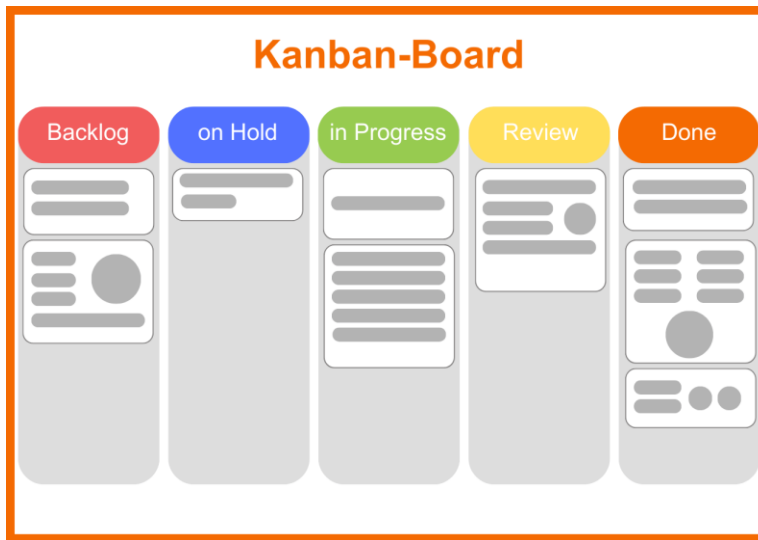 Kanban-Board
Backlog
on Hold
in Progress
Review
Done